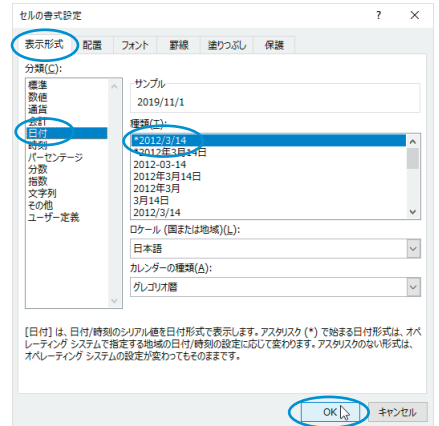 セルの書式設定 ? ×
表示形式 配置 フォント 罫線 塗りつぶし 保護
分類(C):
標準
数値
通貨
会計
日付
時刻
パーセンテージ
分数
指数
文字列
その他
ユーザー定義
サンプル
2019/11/1
種類(T):
*2012/3/14
*2012年3月14日
2012-03-14
2012年3月14日
2012年3月
3月14日
2012/3/14
ロケール (国または地域)(L):
日本語
カレンダーの種類(A):
グレゴリオ暦
[日付] は、日付/時刻のシリアル値を日付形式で表示します。アスタリスク (*) で始まる日付形式は、オペ
レーティング システムで指定する地域の日付/時刻の設定に応じて変わります。アスタリスクのない形式は、
オペレーティング システムの設定が変わってもそのままです。
OK キャンセル